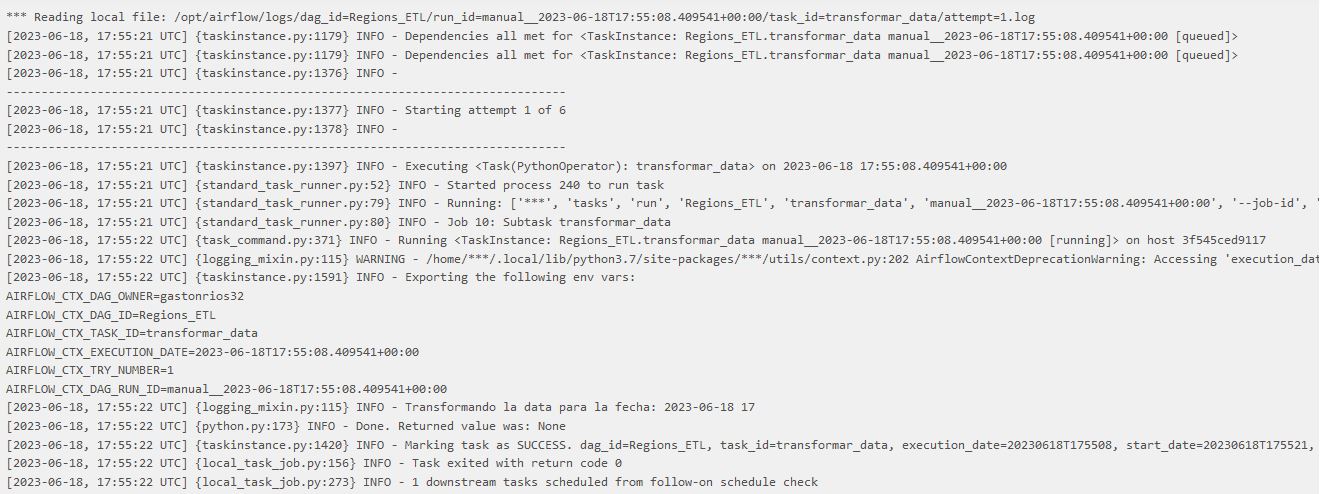 *** Reading local file: /opt/airflow/logs/dag_id=Regions_ETL/run_id=manual__2023-06-18T17:55:08.409541+00:00/task_id=transformar_data/attempt=1.log
[2023-06-18, 17:55:21 UTC] {taskinstance.py:1179} INFO - Dependencies all met for <TaskInstance: Regions_ETL.transformar_data manual__2023-06-18T17:55:08.409541+00:00 [queued]>
[2023-06-18, 17:55:21 UTC] {taskinstance.py:1179} INFO - Dependencies all met for <TaskInstance: Regions_ETL.transformar_data manual__2023-06-18T17:55:08.409541+00:00 [queued]>
[2023-06-18, 17:55:21 UTC] {taskinstance.py:1376} INFO -
--------------------------------------------------------------------------------
[2023-06-18, 17:55:21 UTC] {taskinstance.py:1377} INFO - Starting attempt 1 of 6
[2023-06-18, 17:55:21 UTC] {taskinstance.py:1378} INFO -
--------------------------------------------------------------------------------
[2023-06-18, 17:55:21 UTC] {taskinstance.py:1397} INFO - Executing <Task(PythonOperator): transformar_data> on 2023-06-18 17:55:08.409541+00:00
[2023-06-18, 17:55:21 UTC] {standard_task_runner.py:52} INFO - Started process 240 to run task
[2023-06-18, 17:55:21 UTC] {standard_task_runner.py:79} INFO - Running: ['***', 'tasks', 'run', 'Regions_ETL', 'transformar_data', 'manual__2023-06-18T17:55:08.409541+00:00', '--job-id', '
[2023-06-18, 17:55:21 UTC] {standard_task_runner.py:80} INFO - Job 10: Subtask transformar_data
[2023-06-18, 17:55:21 UTC] {task_command.py:371} INFO - Running <TaskInstance: Regions_ETL.transformar_data manual__2023-06-18T17:55:08.409541+00:00 [running]> on host 3f545ced9117
[2023-06-18, 17:55:22 UTC] {logging_mixin.py:115} WARNING - /home/***/.local/lib/python3.7/site-packages/***/utils/context.py:202 AirflowContextDeprecationWarning: Accessing 'execution_dat
[2023-06-18, 17:55:22 UTC] {taskinstance.py:1591} INFO - Exporting the following env vars:
AIRFLOW_CTX_DAG_OWNER=gastonrios32
AIRFLOW_CTX_DAG_ID=Regions_ETL
AIRFLOW_CTX_TASK_ID=transformar_data
AIRFLOW_CTX_EXECUTION_DATE=2023-06-18T17:55:08.409541+00:00
AIRFLOW_CTX_TRY_NUMBER=1
AIRFLOW_CTX_DAG_RUN_ID=manual__2023-06-18T17:55:08.409541+00:00
[2023-06-18, 17:55:22 UTC] {logging_mixin.py:115} INFO - Transformando la data para la fecha: 2023-06-18 17
[2023-06-18, 17:55:22 UTC] {python.py:173} INFO - Done. Returned value was: None
[2023-06-18, 17:55:22 UTC] {taskinstance.py:1420} INFO - Marking task as SUCCESS. dag_id=Regions_ETL, task_id=transformar_data, execution_date=20230618T175508, start_date=20230618T175521,
[2023-06-18, 17:55:22 UTC] {local_task_job.py:156} INFO - Task exited with return code 0
[2023-06-18, 17:55:22 UTC] {local_task_job.py:273} INFO - 1 downstream tasks scheduled from follow-on schedule check